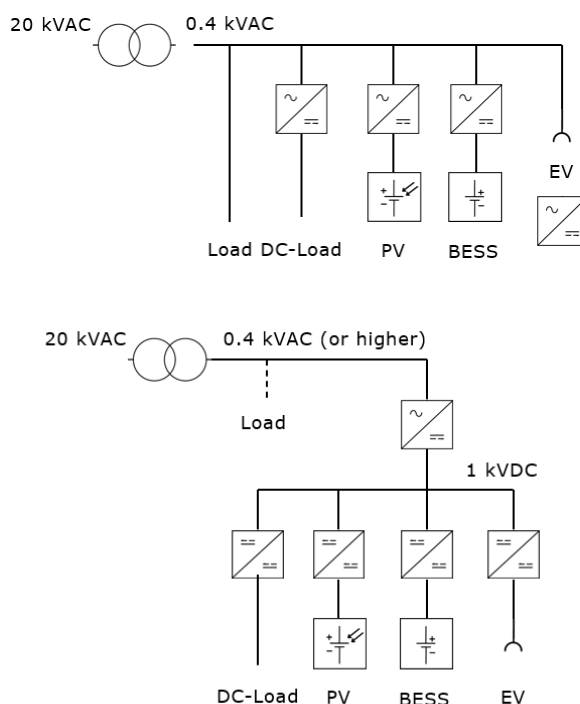 20 kVAC 0.4 kVAC
EV
Load DC-Load PV BESS
20 kVAC 0.4 kVAC (or higher)
Load
1 kVDC
DC-Load PV BESS EV